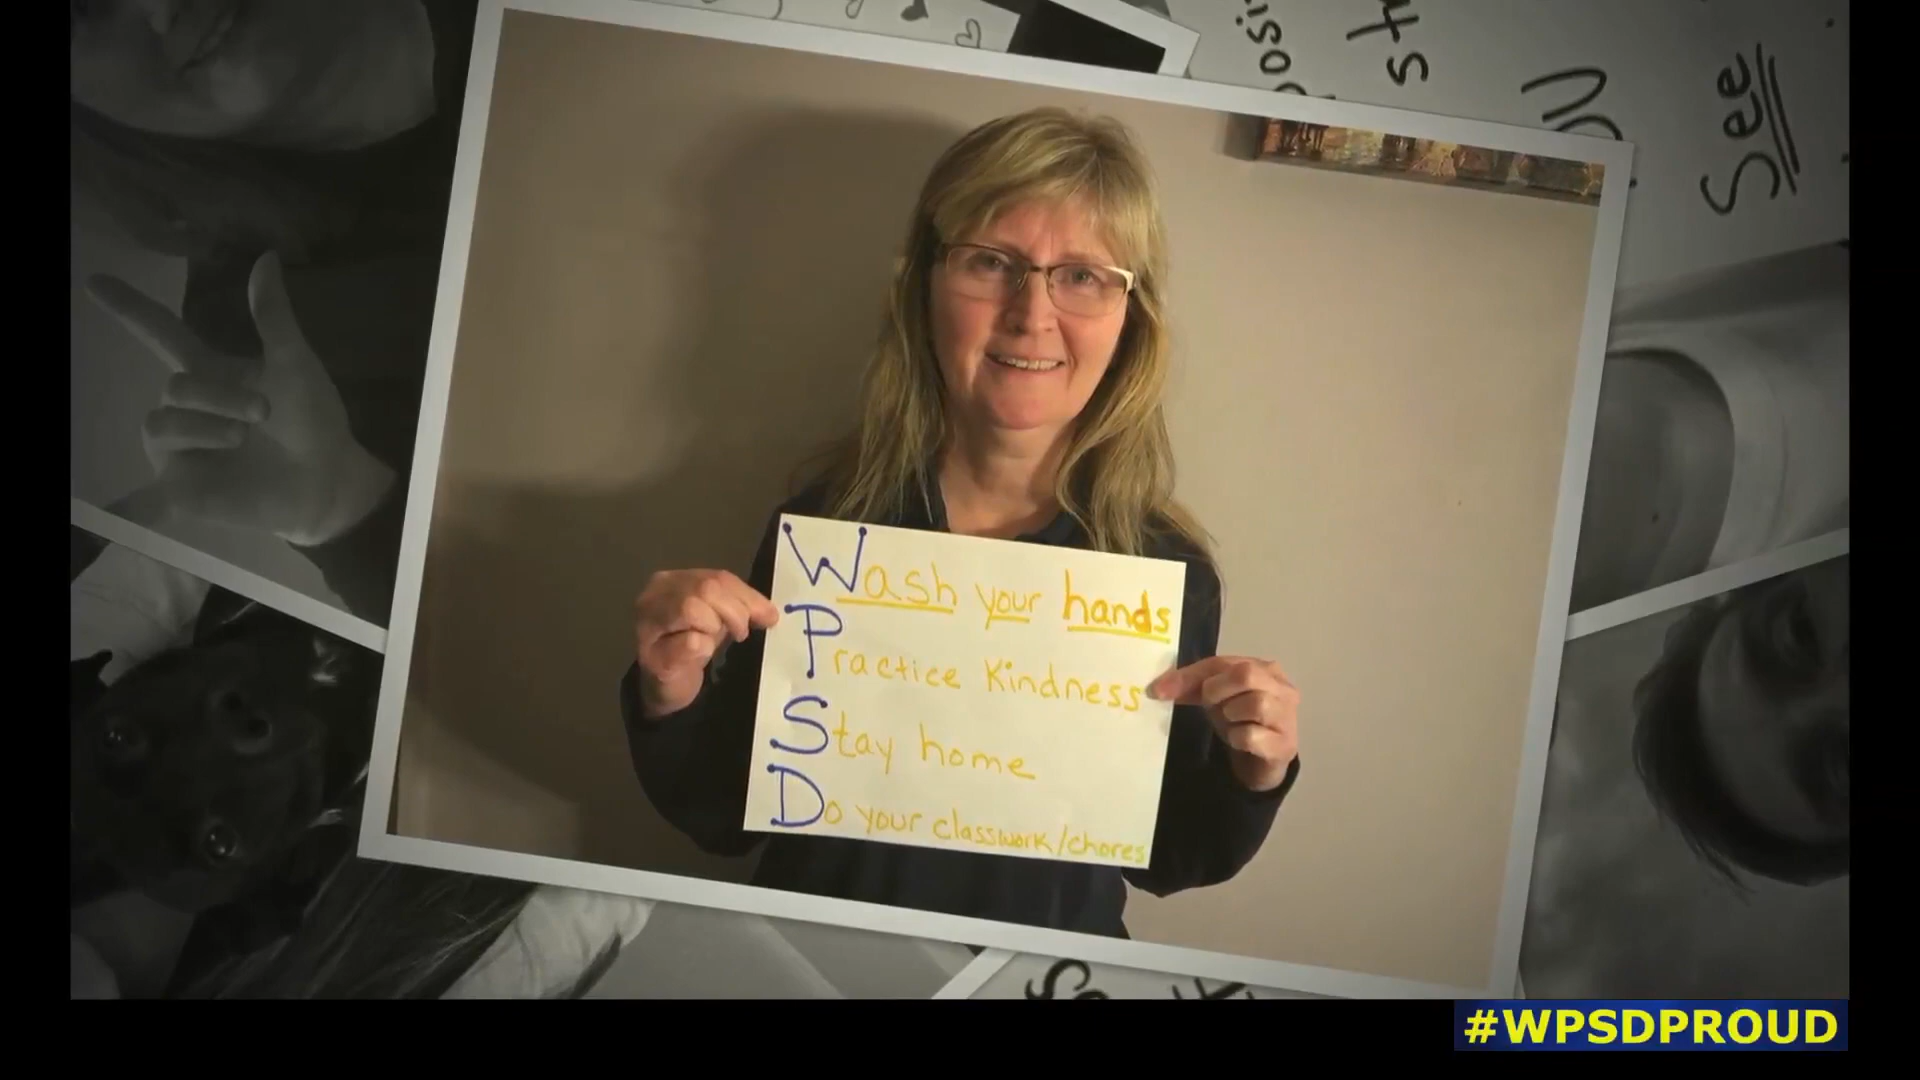 See
Wash your hands
Practice Kindness
Stay home
Do your classwork/chores
#WPSDPROUD